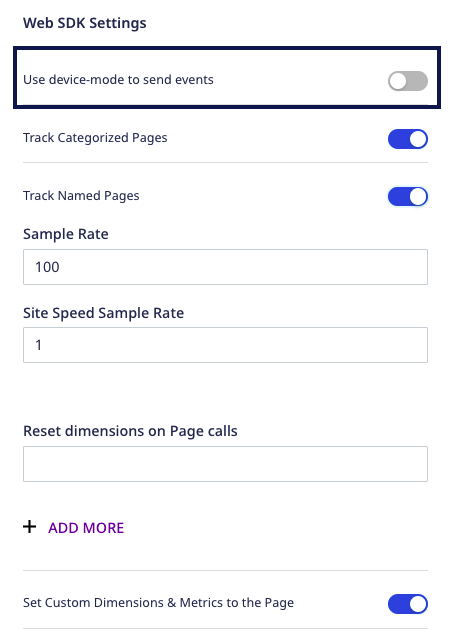 Web SDK Settings
Use device-mode to send events
Track Categorized Pages
Track Named Pages
Sample Rate
100
Site Speed Sample Rate
1
Reset dimensions on Page calls
+ ADD MORE
Set Custom Dimensions & Metrics to the Page